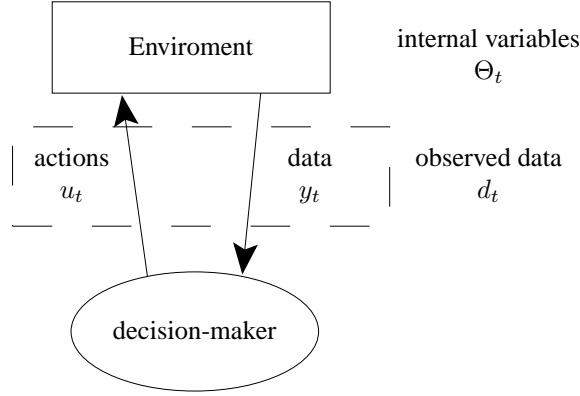 Enviroment
internal variables
Θ_t
actions
u_t
data
y_t
observed data
d_t
decision-maker